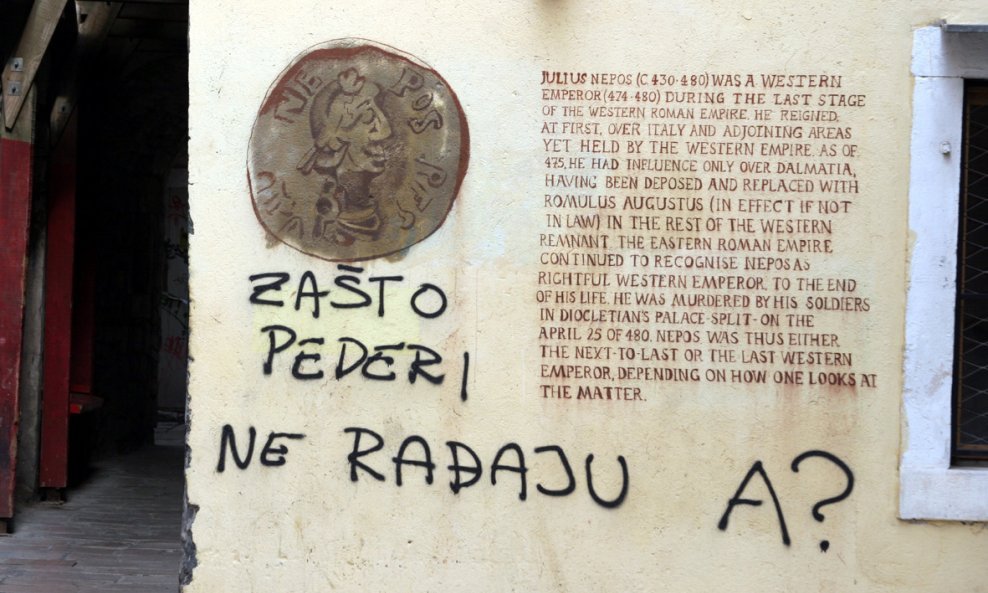 JULIUS NEPOS PIFES
JULIUS NEPOS (C 430-480) WAS A WESTERN
EMPEROR (474-480) DURING THE LAST STAGE
OF THE WESTERN ROMAN EMPIRE. HE REIGNED,
AT FIRST, OVER ITALY AND ADJOINING AREAS
YET HELD BY THE WESTERN EMPIRE. AS OF
475, HE HAD INFLUENCE ONLY OVER DALMATIA,
HAVING BEEN DEPOSED AND REPLACED WITH
ROMULUS AUGUSTUS (IN EFFECT IF NOT
IN LAW) IN THE REST OF THE WESTERN
REMNANT. THE EASTERN ROMAN EMPIRE
CONTINUED TO RECOGNISE NEPOS AS
RIGHTFUL WESTERN EMPEROR, TO THE END
OF HIS LIFE. HE WAS MURDERED BY HIS SOLDIERS
IN DIOCLETIAN'S PALACE-SPLIT-ON THE
APRIL 25 OF 480. NEPOS WAS THUS EITHER
THE NEXT-TO-LAST OR THE LAST WESTERN
EMPEROR, DEPENDING ON HOW ONE LOOKS AT
THE MATTER.
ZAŠTO
PEDERI
NE RAĐAJU A?